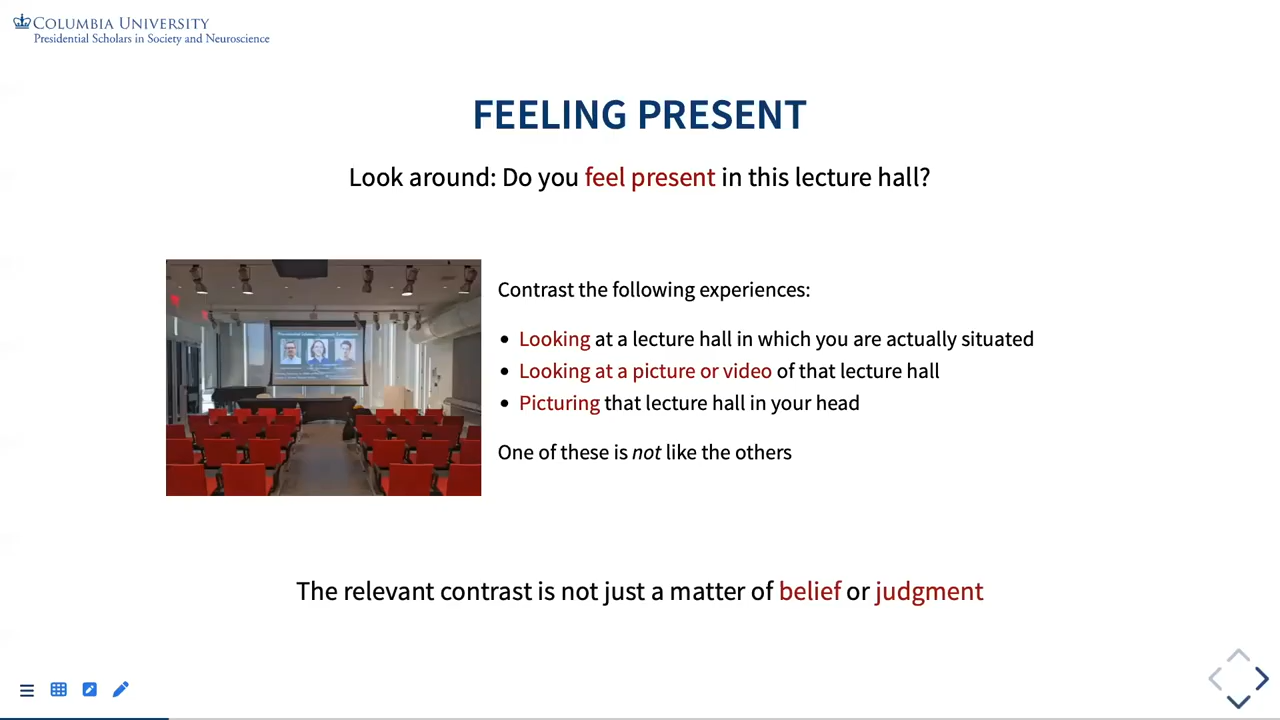 COLUMBIA UNIVERSITY
Presidential Scholars in Society and Neuroscience
FEELING PRESENT
Look around: Do you feel present in this lecture hall?
Contrast the following experiences:
• Looking at a lecture hall in which you are actually situated
• Looking at a picture or video of that lecture hall
• Picturing that lecture hall in your head
One of these is not like the others
The relevant contrast is not just a matter of belief or judgment